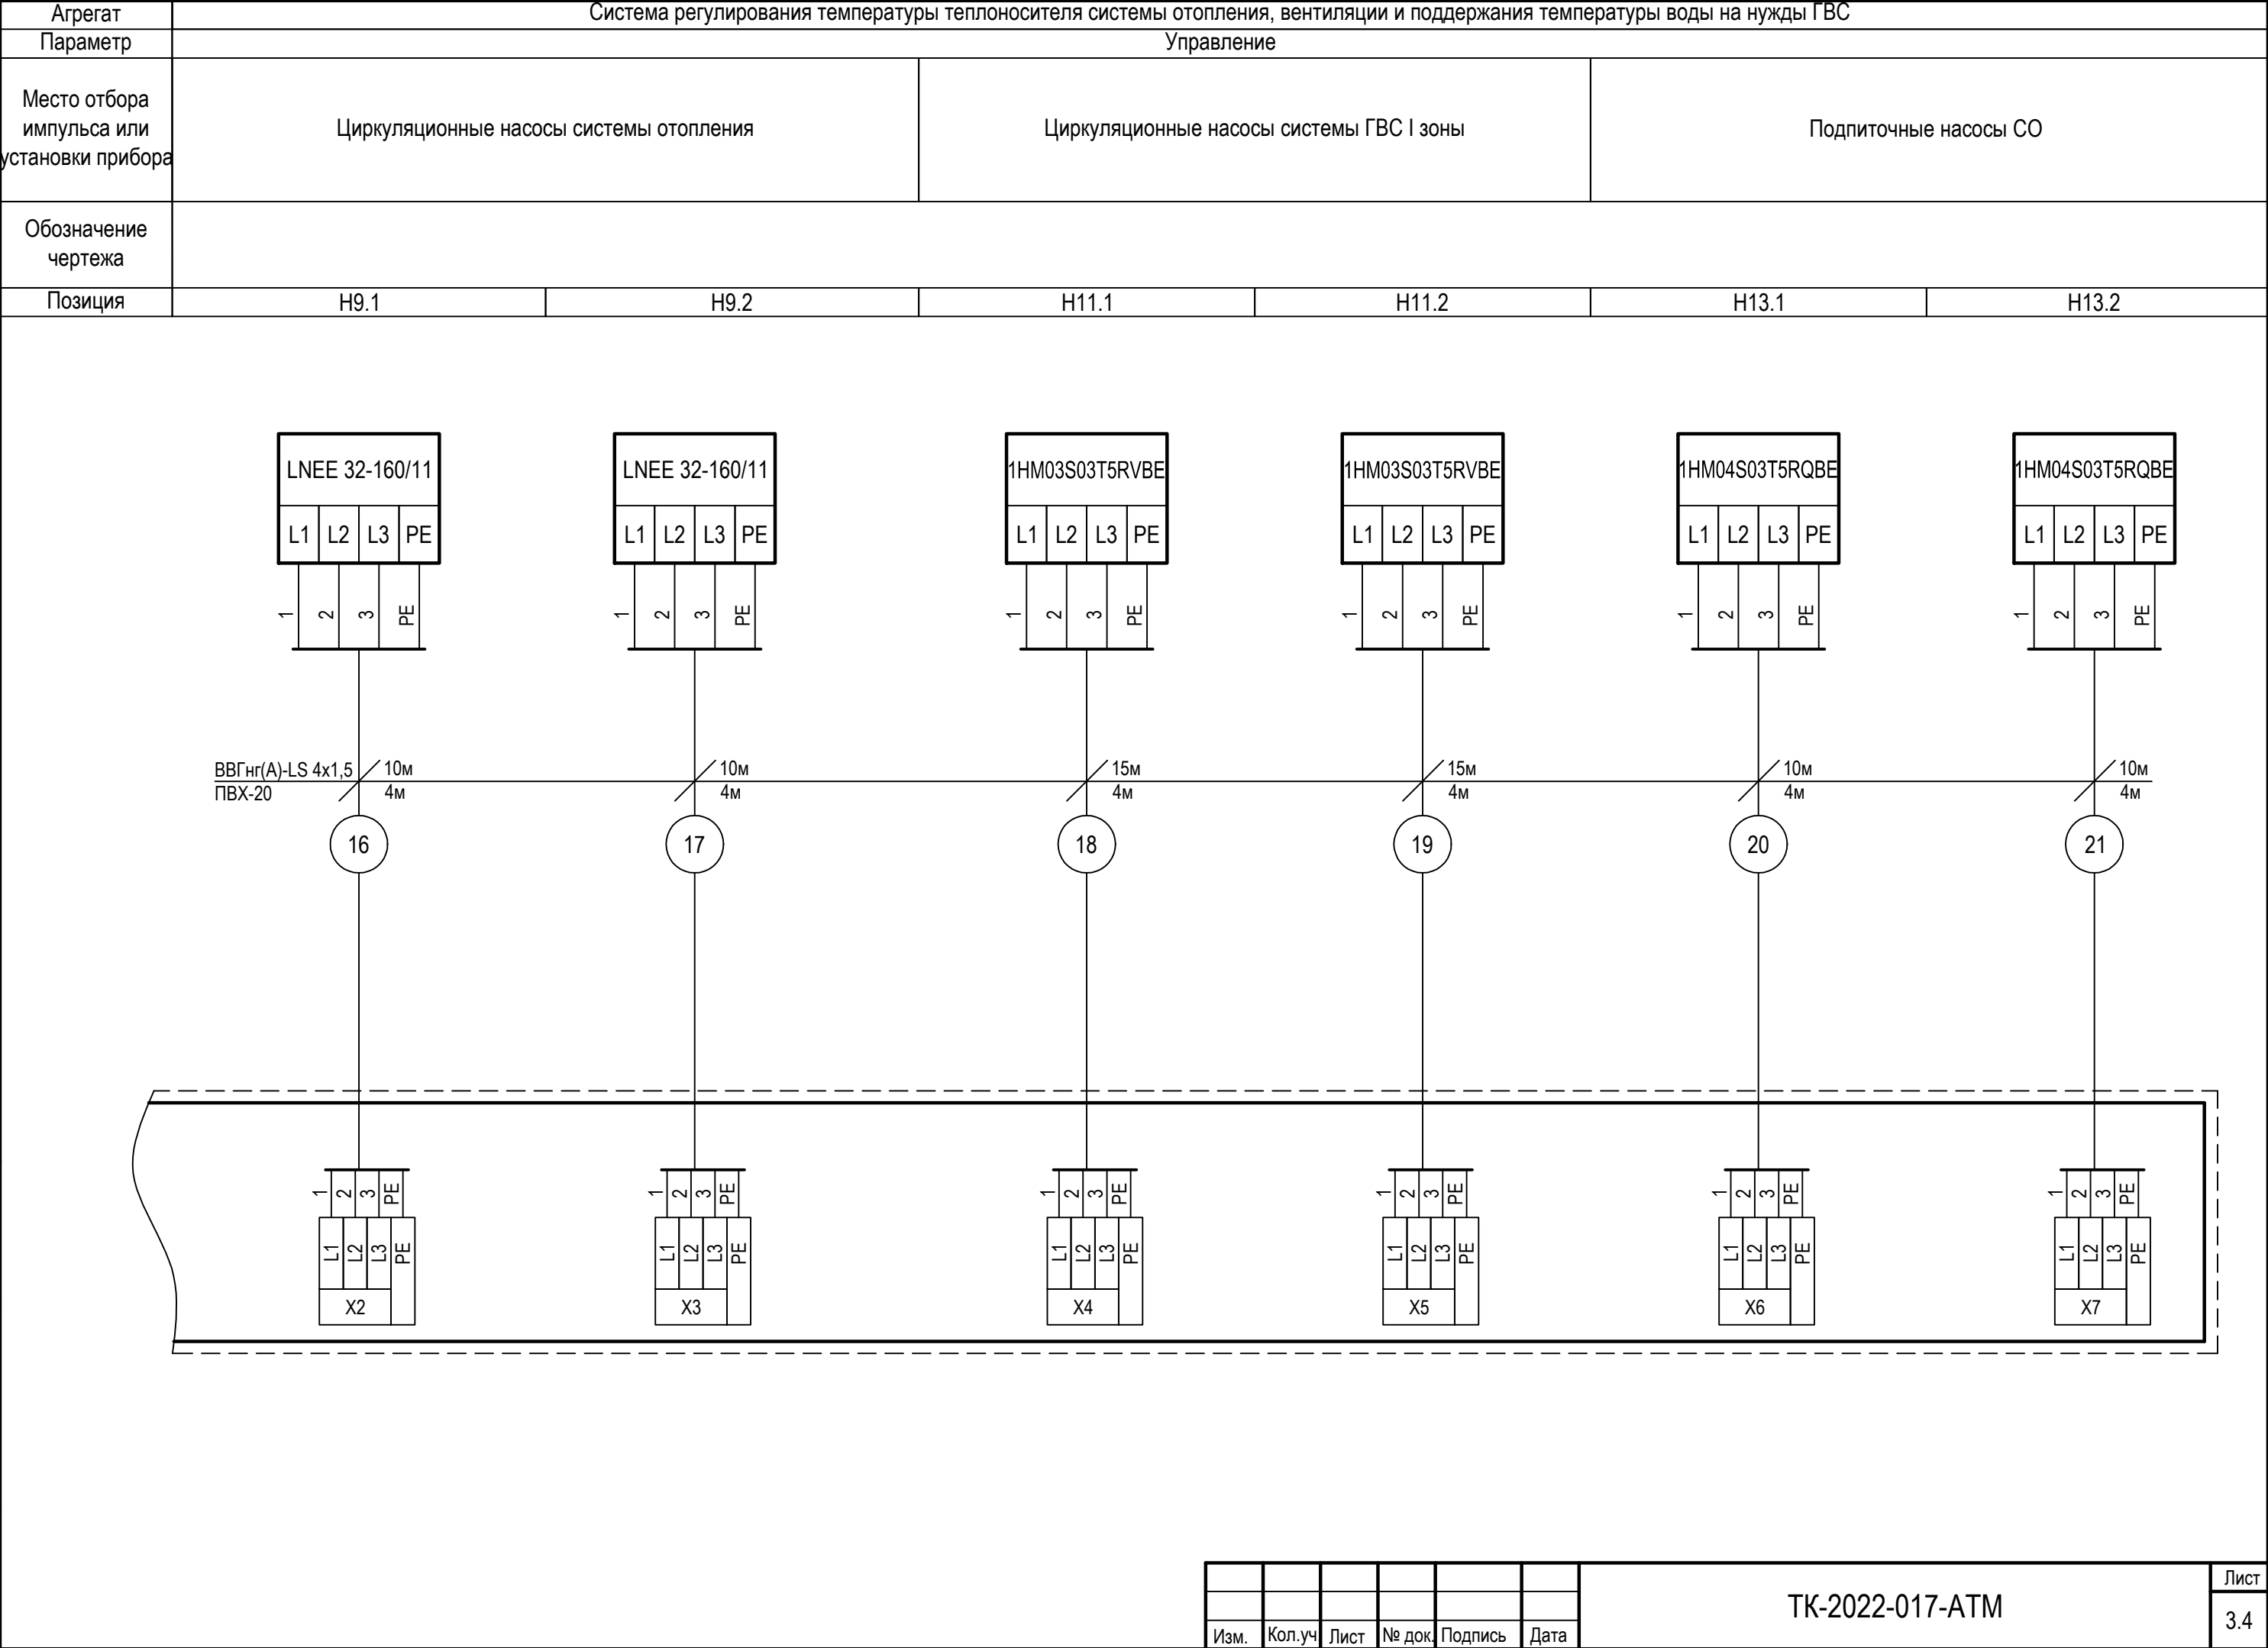 Агрегат
Система регулирования температуры теплоносителя системы отопления, вентиляции и поддержания температуры воды на нужды ГВС
Параметр
Управление
Место отбора
импульса или
установки прибора
Циркуляционные насосы системы отопления
Циркуляционные насосы системы ГВС I зоны
Подпиточные насосы СО
Обозначение
чертежа
Позиция
Н9.1
Н9.2
Н11.1
Н11.2
Н13.1
Н13.2
LNEE 32-160/11
LNEE 32-160/11
1HM03S03T5RVBE
1HM03S03T5RVBE
1HM04S03T5RQBE
1HM04S03T5RQBE
L1 L2 L3 PE
L1 L2 L3 PE
L1 L2 L3 PE
L1 L2 L3 PE
L1 L2 L3 PE
L1 L2 L3 PE
1 2 3 PE
1 2 3 PE
1 2 3 PE
1 2 3 PE
1 2 3 PE
1 2 3 PE
ВВГнг(А)-LS 4х1,5
ПВХ-20
10м
4м
10м
4м
15м
4м
15м
4м
10м
4м
10м
4м
16
17
18
19
20
21
1 2 3 PE
1 2 3 PE
1 2 3 PE
1 2 3 PE
1 2 3 PE
1 2 3 PE
L1 L2 L3 PE
L1 L2 L3 PE
L1 L2 L3 PE
L1 L2 L3 PE
L1 L2 L3 PE
L1 L2 L3 PE
X2
X3
X4
X5
X6
X7
Изм. Кол.уч Лист № док. Подпись Дата
ТК-2022-017-АТМ
Лист
3.4